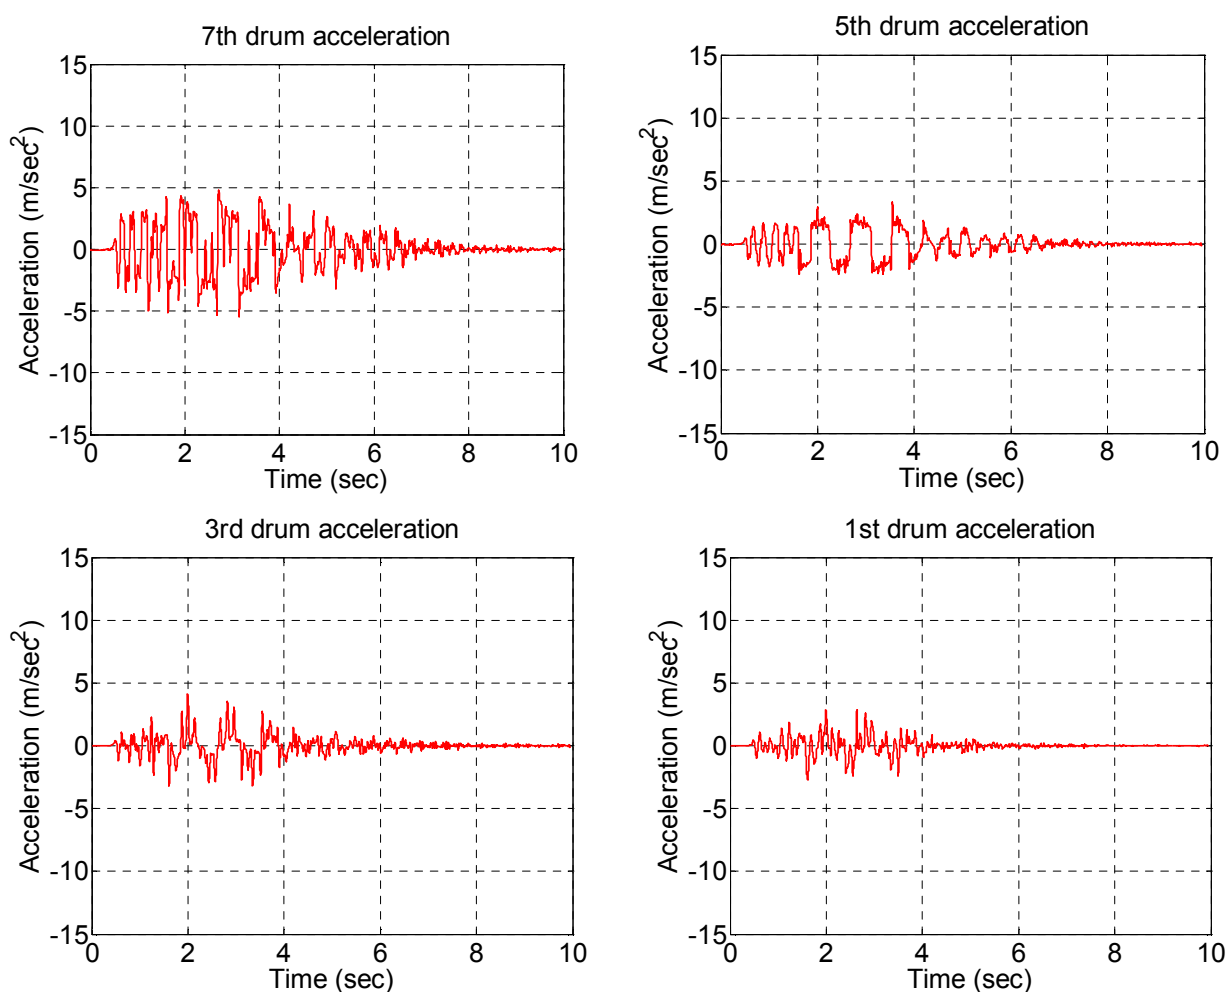 7th drum acceleration
15
10
5
0
-5
-10
-15
Acceleration (m/sec²)
0 2 4 6 8 10
Time (sec)
5th drum acceleration
15
10
5
0
-5
-10
-15
Acceleration (m/sec²)
0 2 4 6 8 10
Time (sec)
3rd drum acceleration
15
10
5
0
-5
-10
-15
Acceleration (m/sec²)
0 2 4 6 8 10
Time (sec)
1st drum acceleration
15
10
5
0
-5
-10
-15
Acceleration (m/sec²)
0 2 4 6 8 10
Time (sec)